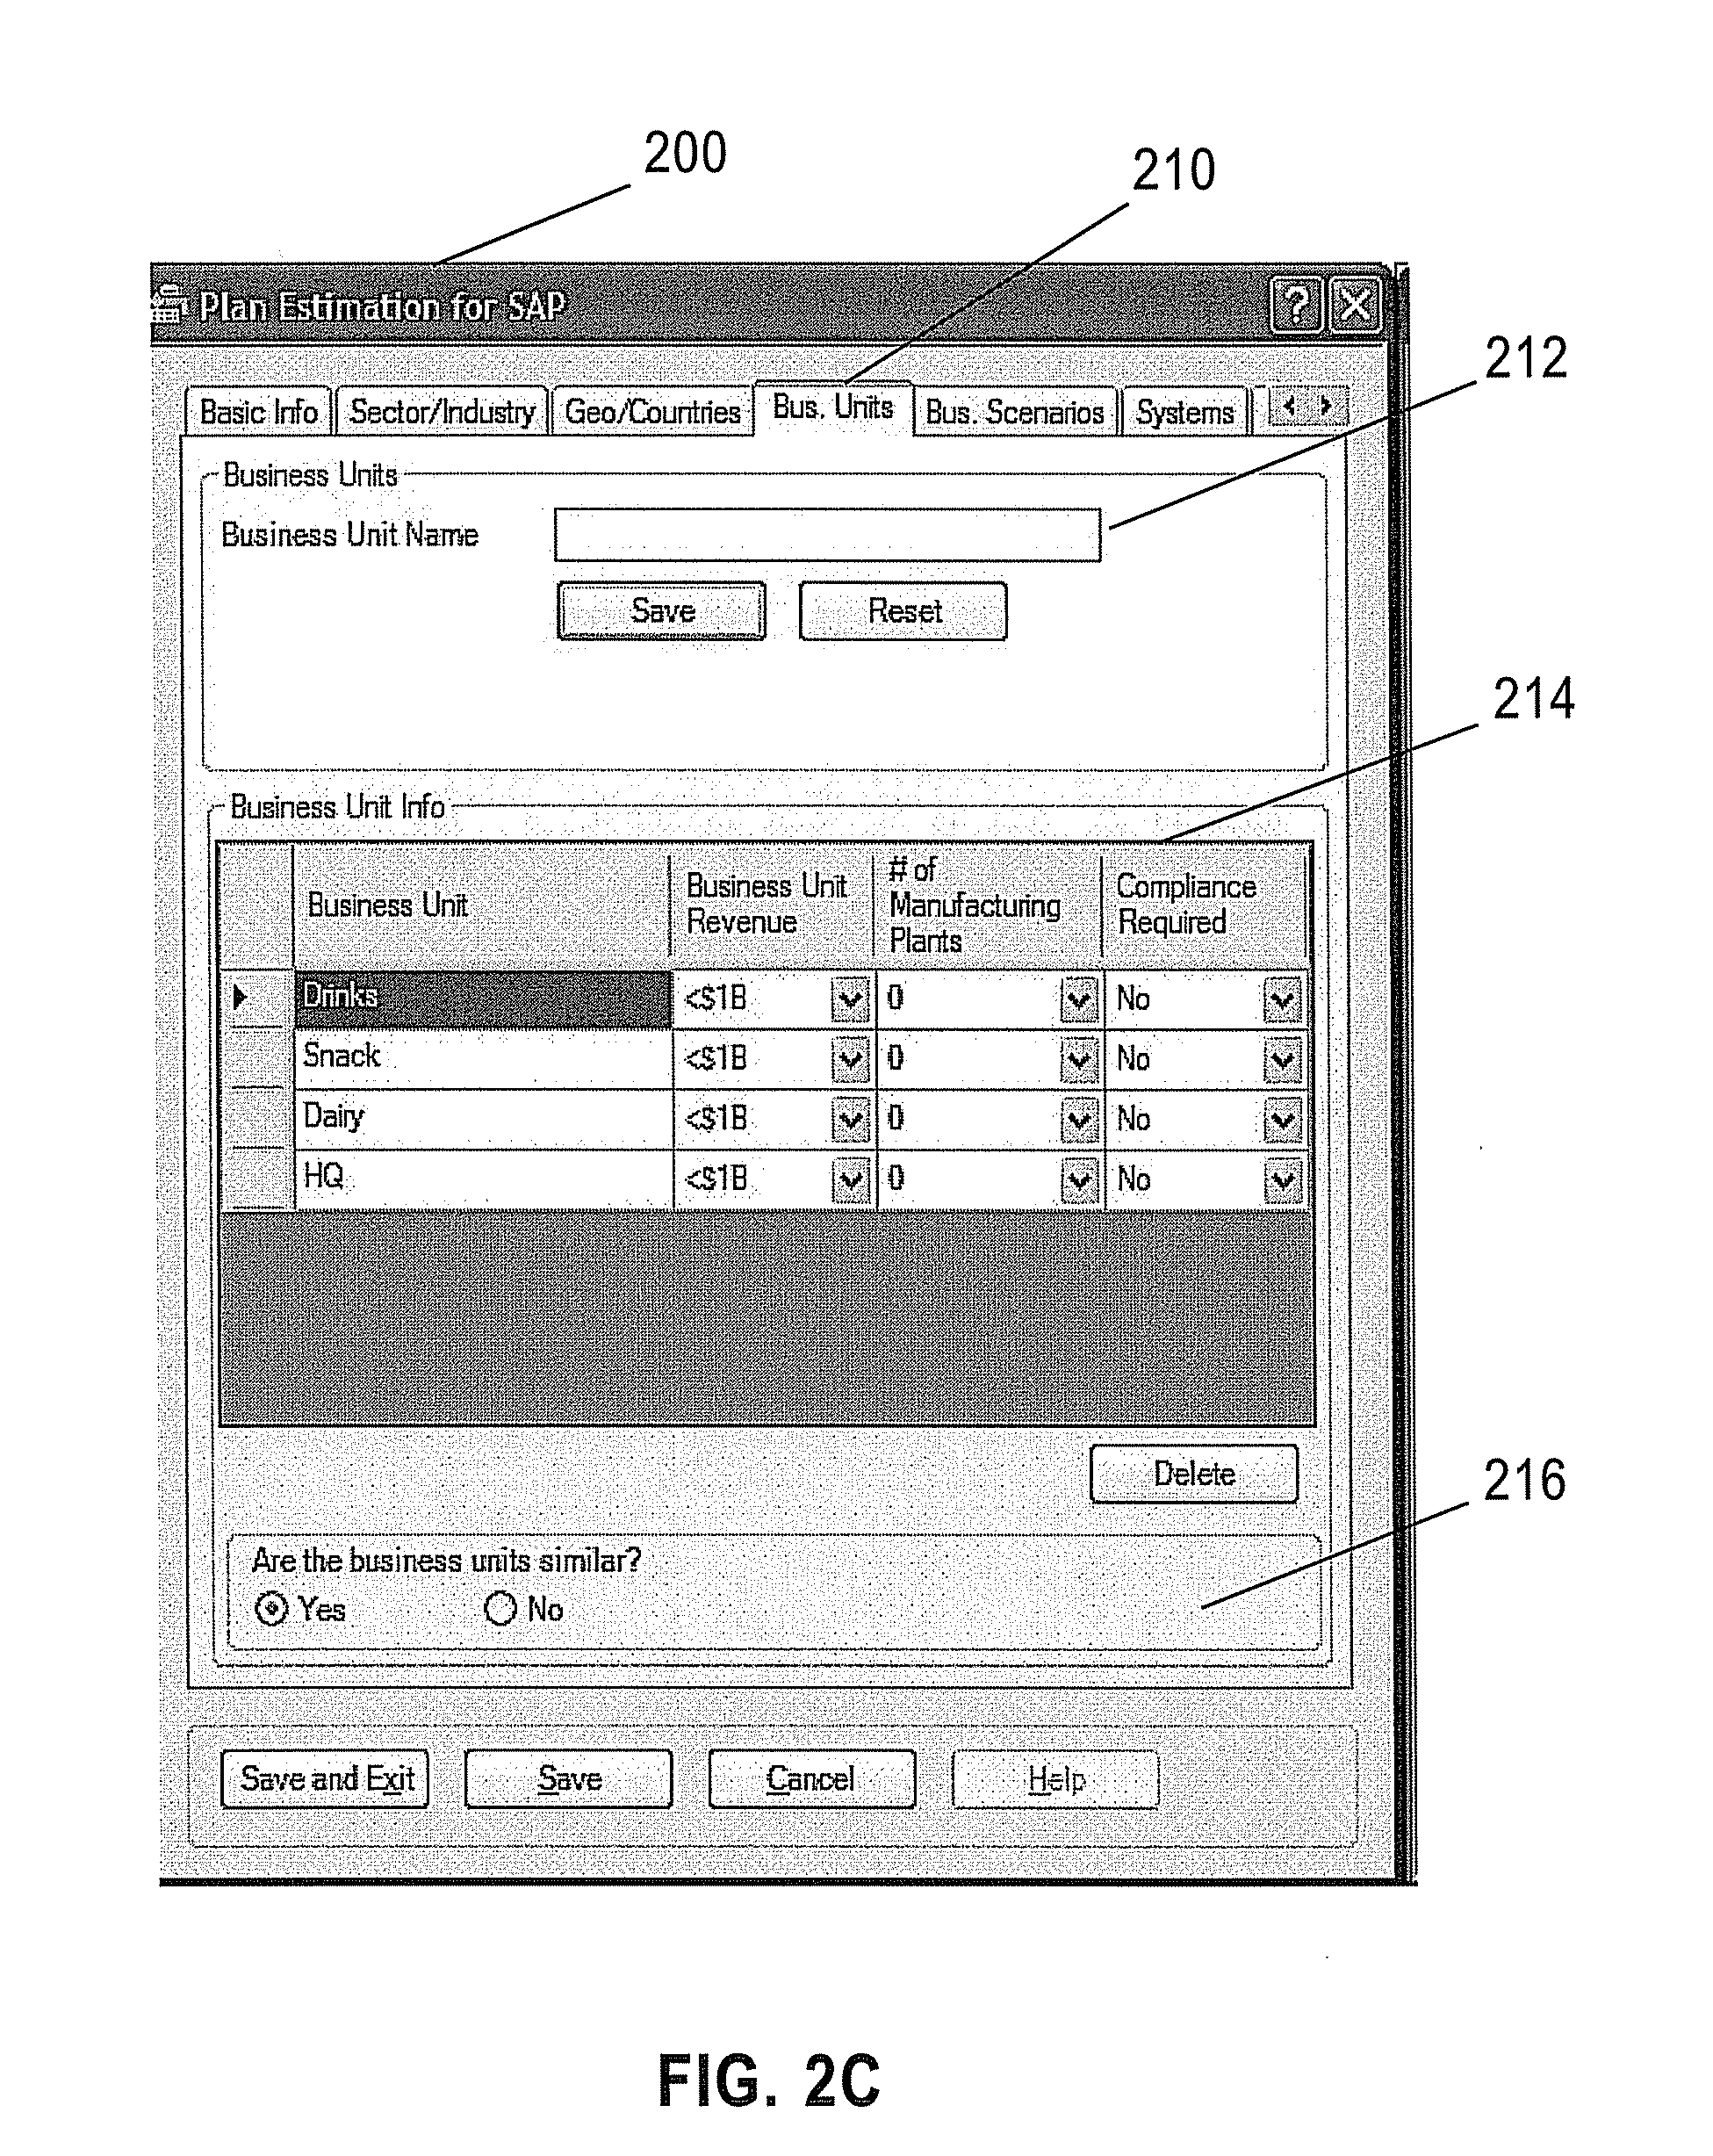 200
210
Plan Estimation for SAP
212
Basic Info Sector/Industry Geo/Countries Bus. Units Bus. Scenarios Systems
Business Units
Business Unit Name
Save Reset
214
Business Unit Info
Business Unit Business Unit Revenue # of Manufacturing Plants Compliance Required
Drinks <$1B 0 No
Snack <$1B 0 No
Dairy <$1B 0 No
HQ <$1B 0 No
Delete
216
Are the business units similar?
Yes No
Save and Exit Save Cancel Help
FIG. 2C